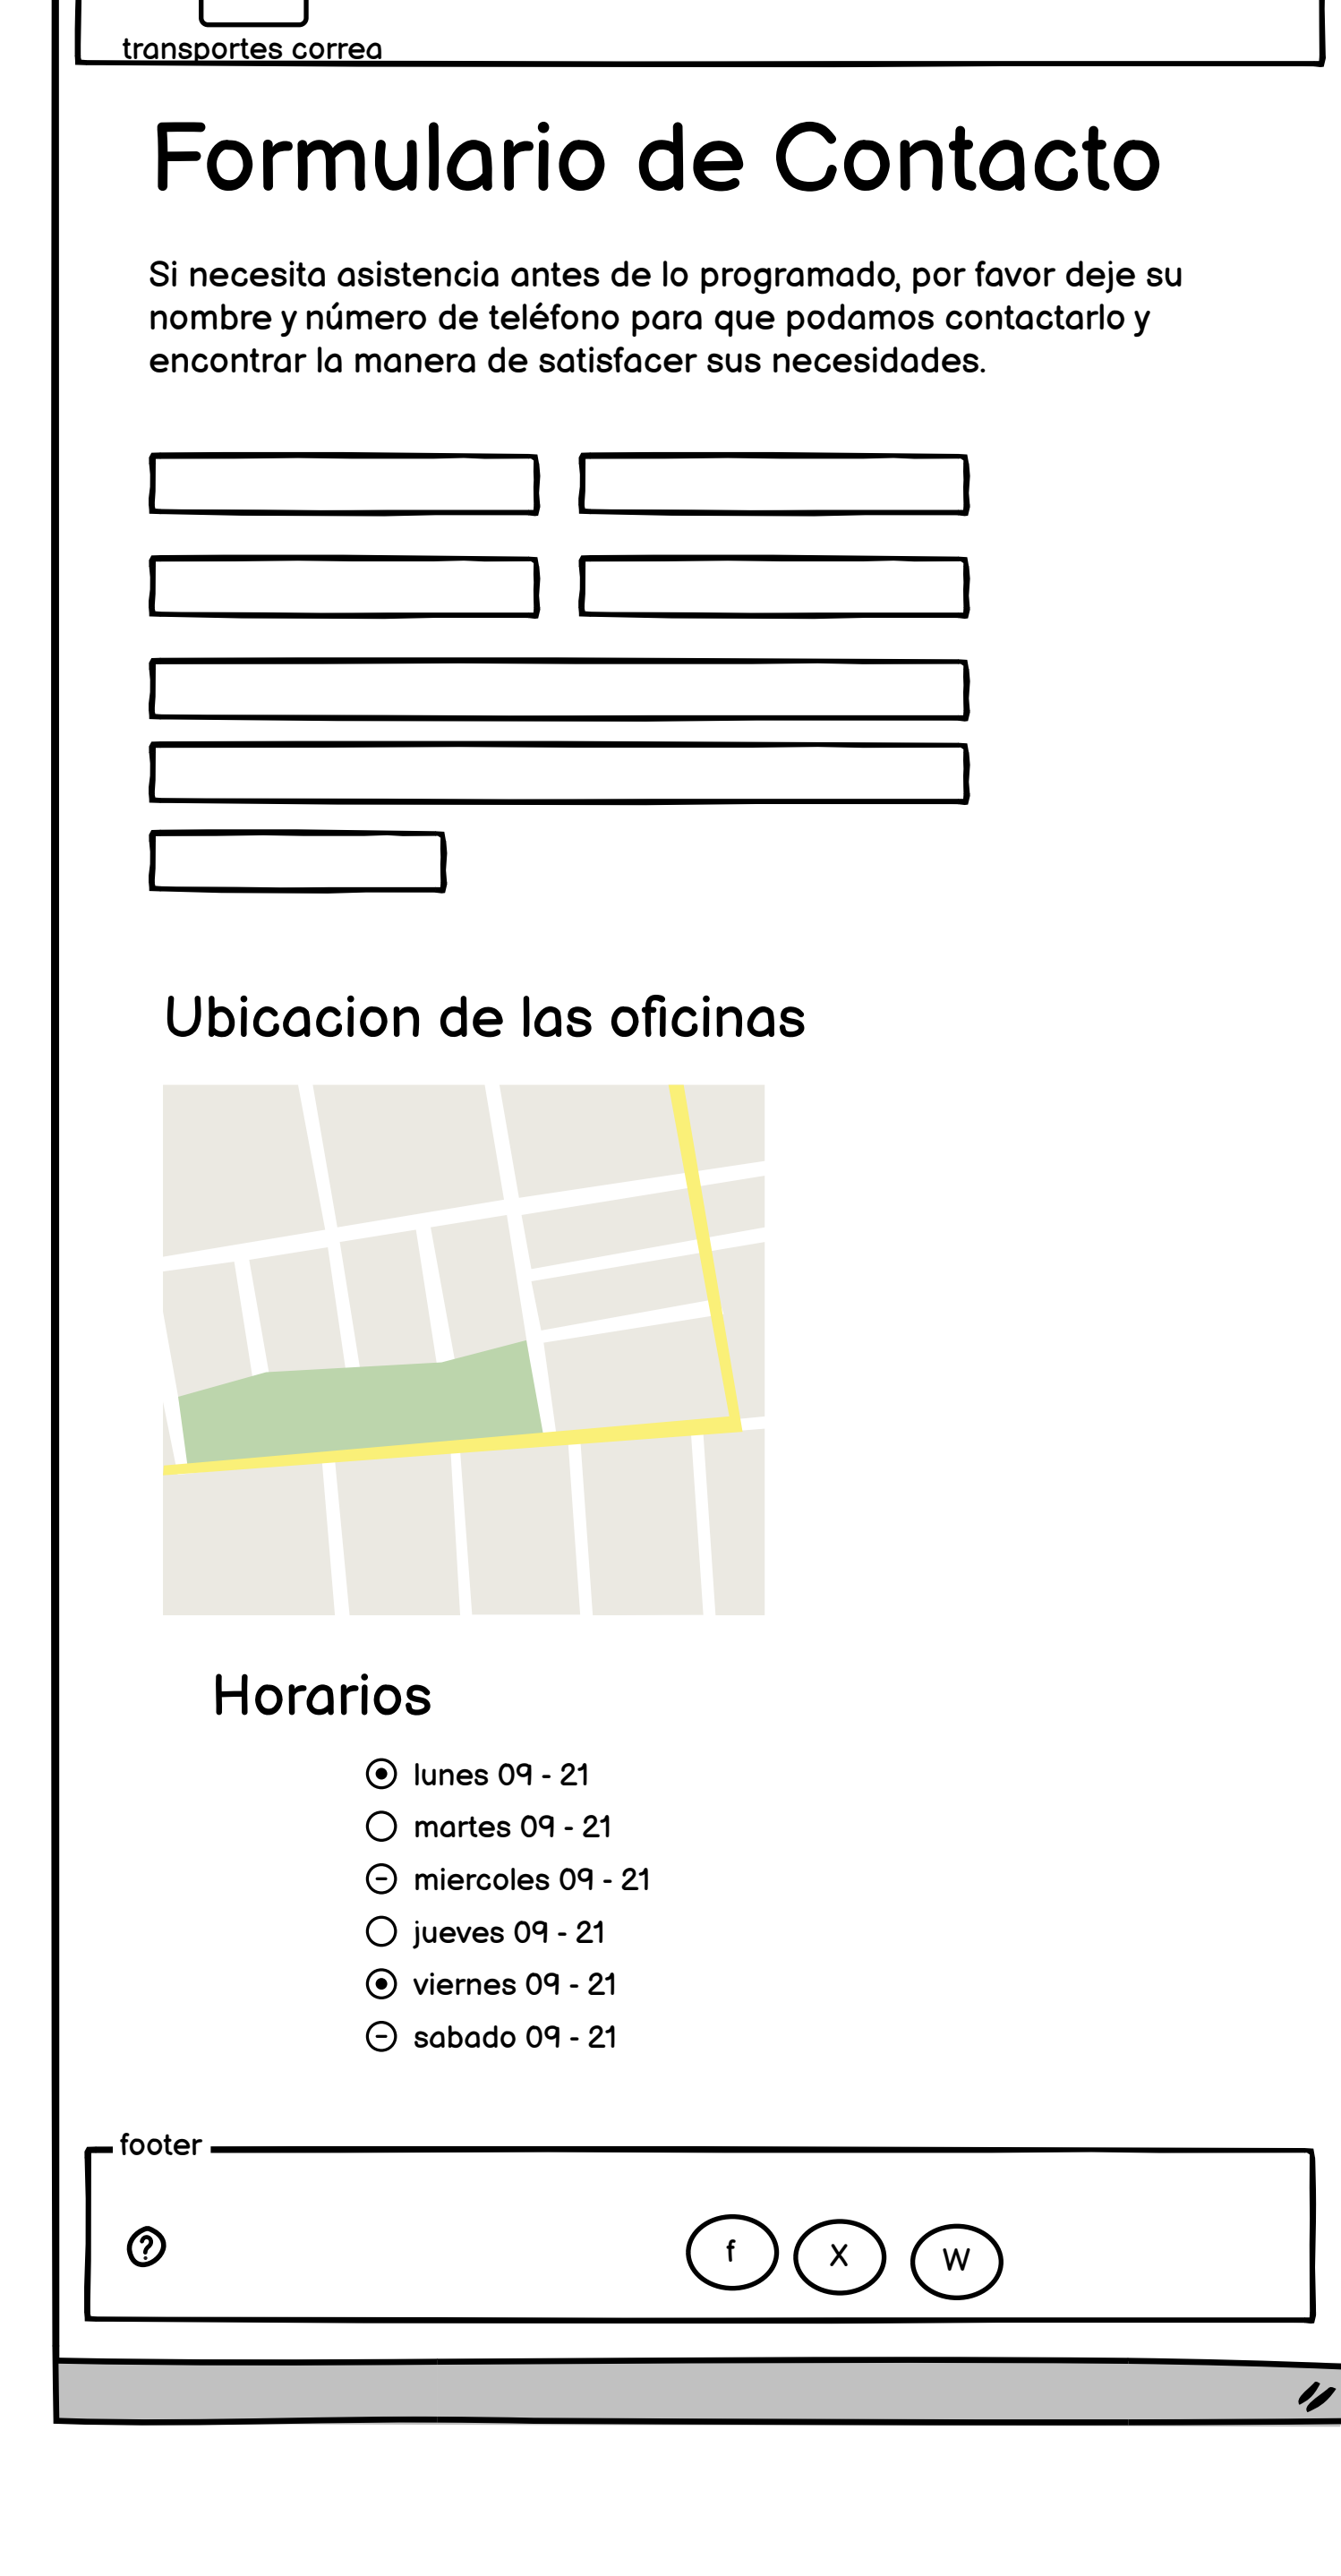 transportes correa
Formulario de Contacto
Si necesita asistencia antes de lo programado, por favor deje su
nombre y número de teléfono para que podamos contactarlo y
encontrar la manera de satisfacer sus necesidades.
Ubicacion de las oficinas
Horarios
lunes 09 - 21
martes 09 - 21
miercoles 09 - 21
jueves 09 - 21
viernes 09 - 21
sabado 09 - 21
footer
? f X W